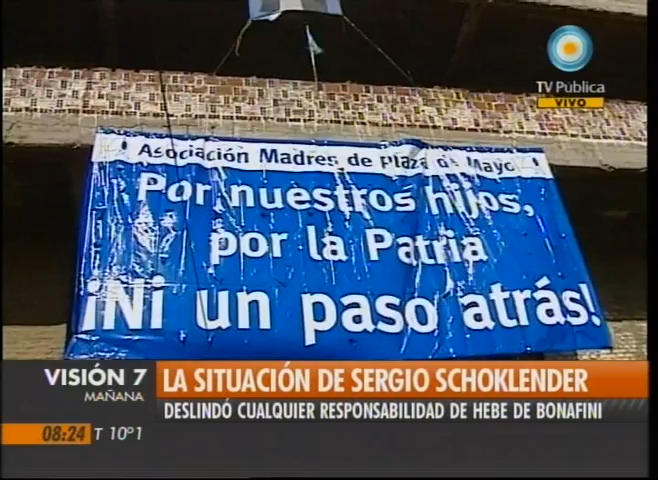 TV Pública
VIVO
Asociación Madres de Plaza de Mayo
Por nuestros hijos,
por la Patria
¡Ni un paso atrás!
VISIÓN 7
MAÑANA
LA SITUACIÓN DE SERGIO SCHOKLENDER
DESLINDÓ CUALQUIER RESPONSABILIDAD DE HEBE DE BONAFINI
08:24 T 10°1